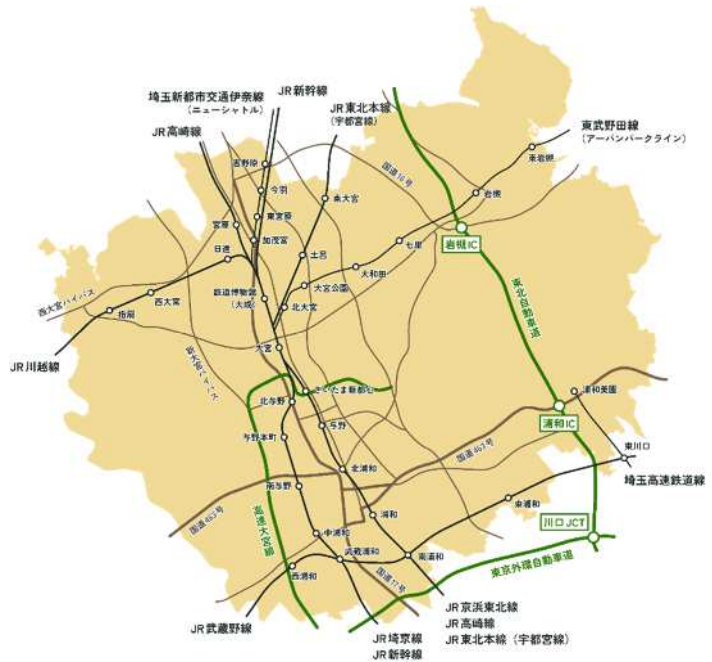 JR新幹線
埼玉新都市交通伊奈線
(ニューシャトル)
JR東北本線
(宇都宮線)
JR高崎線
東武野田線
(アーバンパークライン)
東岩槻
吉野原
国道16号
今羽
東大宮
岩槻
宮原
東宮原
加茂宮
七里
岩槻IC
日進
土呂
大和田
西大宮バイパス
西大宮
鉄道博物館
(大成)
大宮公園
指扇
北大宮
東北自動車道
JR川越線
新大宮バイパス
大宮
さいたま新都心
浦和美園
北与野
浦和IC
与野
与野本町
東川口
国道463号
北浦和
埼玉高速鉄道線
南与野
東浦和
国道463号
浦和
川口JCT
高速大宮線
中浦和
武蔵浦和
南浦和
西浦和
東京外環自動車道
国道17号
JR武蔵野線
JR京浜東北線
JR高崎線
JR東北本線(宇都宮線)
JR埼京線
JR新幹線